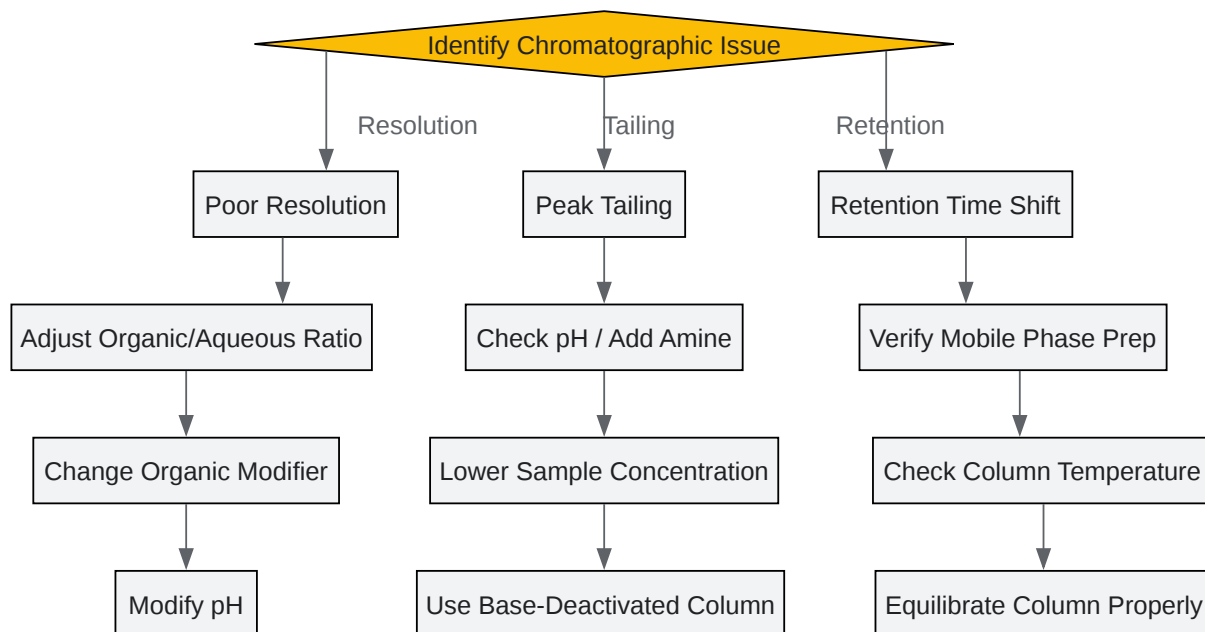 Identify Chromatographic Issue
Resolution
Tailing
Retention
Poor Resolution
Peak Tailing
Retention Time Shift
Adjust Organic/Aqueous Ratio
Check pH / Add Amine
Verify Mobile Phase Prep
Change Organic Modifier
Lower Sample Concentration
Check Column Temperature
Modify pH
Use Base-Deactivated Column
Equilibrate Column Properly